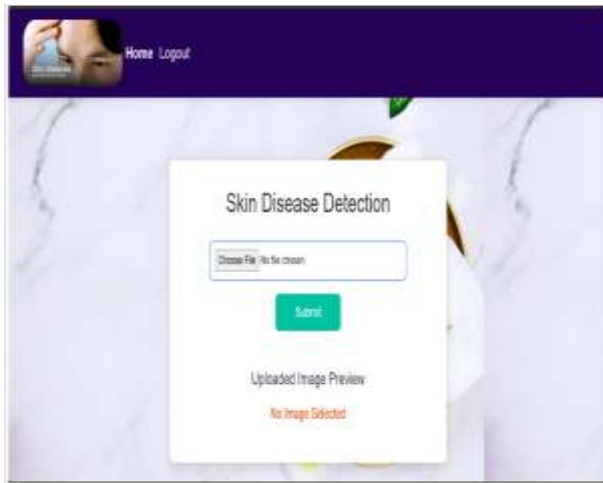 Home Logout
Skin Disease Detection
Choose File No file chosen
Submit
Uploaded Image Preview
No Image Selected